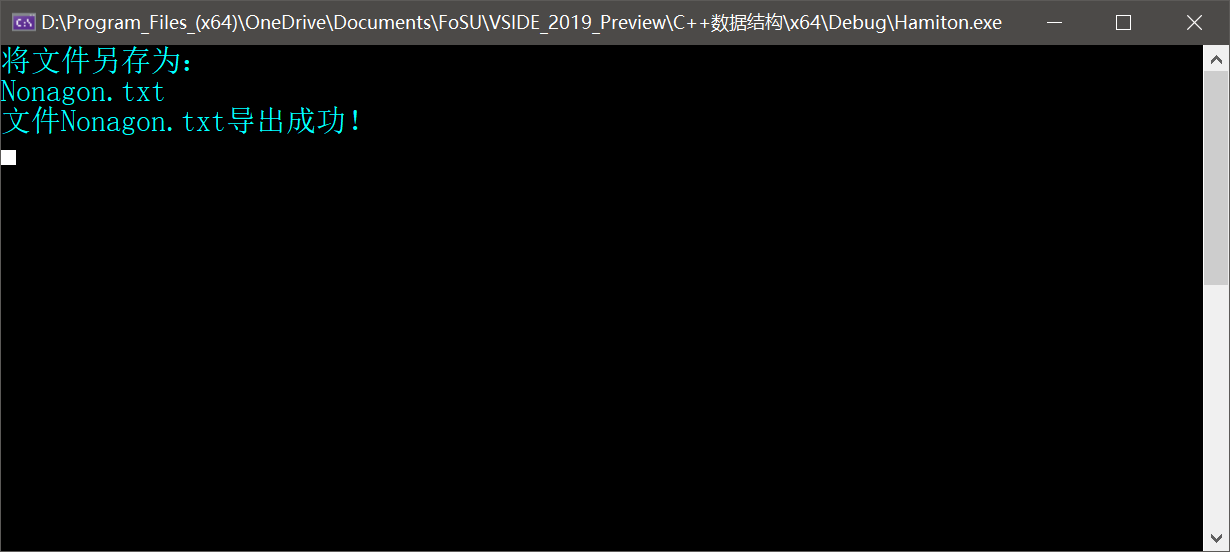 D:\Program_Files_(x64)\OneDrive\Documents\FoSU\VSIDE_2019_Preview\C++数据结构\x64\Debug\Hamiton.exe
将文件另存为：
Nonagon.txt
文件Nonagon.txt导出成功！